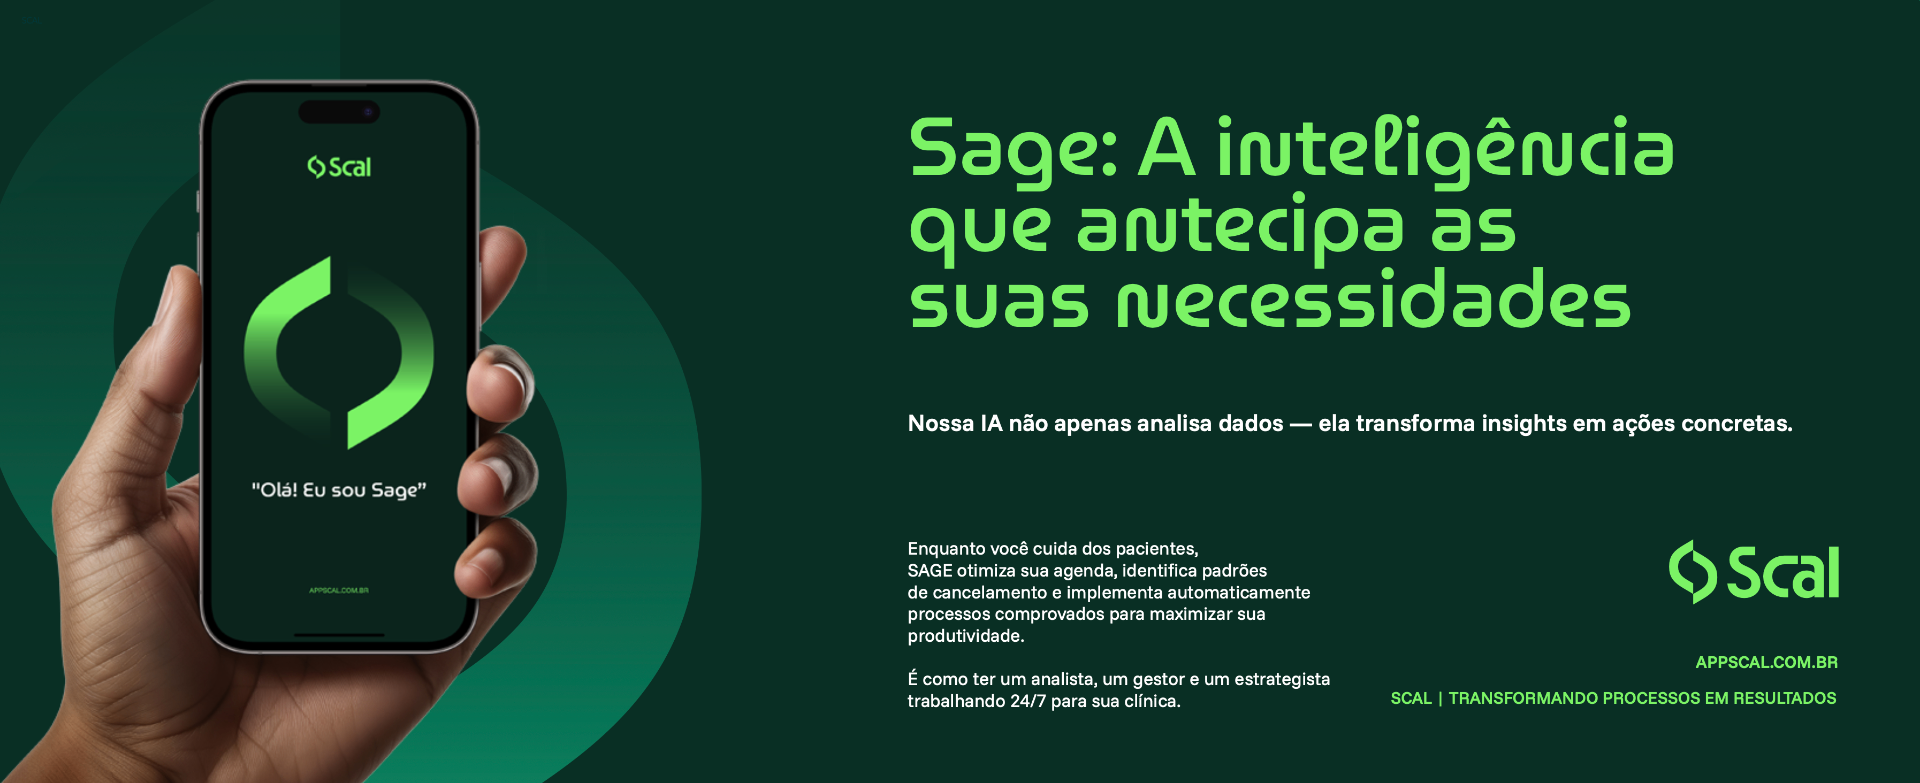 Scal
"Olá! Eu sou Sage”
APPSCAL.COM.BR
Sage: A inteligência
que antecipa as
suas necessidades
Nossa IA não apenas analisa dados — ela transforma insights em ações concretas.
Enquanto você cuida dos pacientes,
SAGE otimiza sua agenda, identifica padrões
de cancelamento e implementa automaticamente
processos comprovados para maximizar sua
produtividade.
É como ter um analista, um gestor e um estrategista
trabalhando 24/7 para sua clínica.
Scal
APPSCAL.COM.BR
SCAL | TRANSFORMANDO PROCESSOS EM RESULTADOS